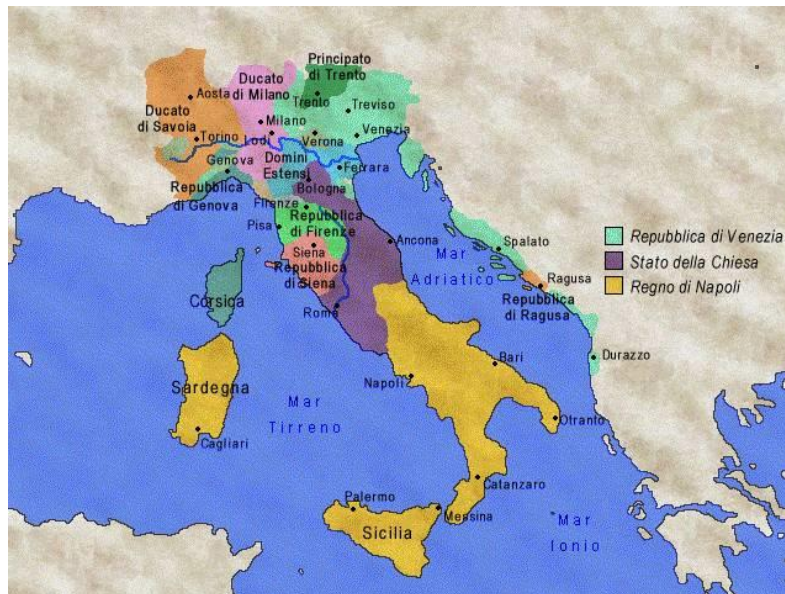 Principato
di Trento
Ducato
di Milano
Aosta
Trento
Treviso
Ducato
di Savoia
Milano
Torino
Lodi
Verona
Venezia
Genova
Domini
Estensi
Ferrara
Bologna
Repubblica
di Genova
Firenze
Repubblica
di Firenze
Pisa
Ancona
Siena
Repubblica
di Siena
Mar
Adriatico
Spalato
Repubblica di Venezia
Stato della Chiesa
Regno di Napoli
Ragusa
Repubblica
di Ragusa
Corsica
Roma
Durazzo
Bari
Napoli
Sardegna
Mar
Tirreno
Otranto
Cagliari
Catanzaro
Palermo
Messina
Sicilia
Mar
Ionio